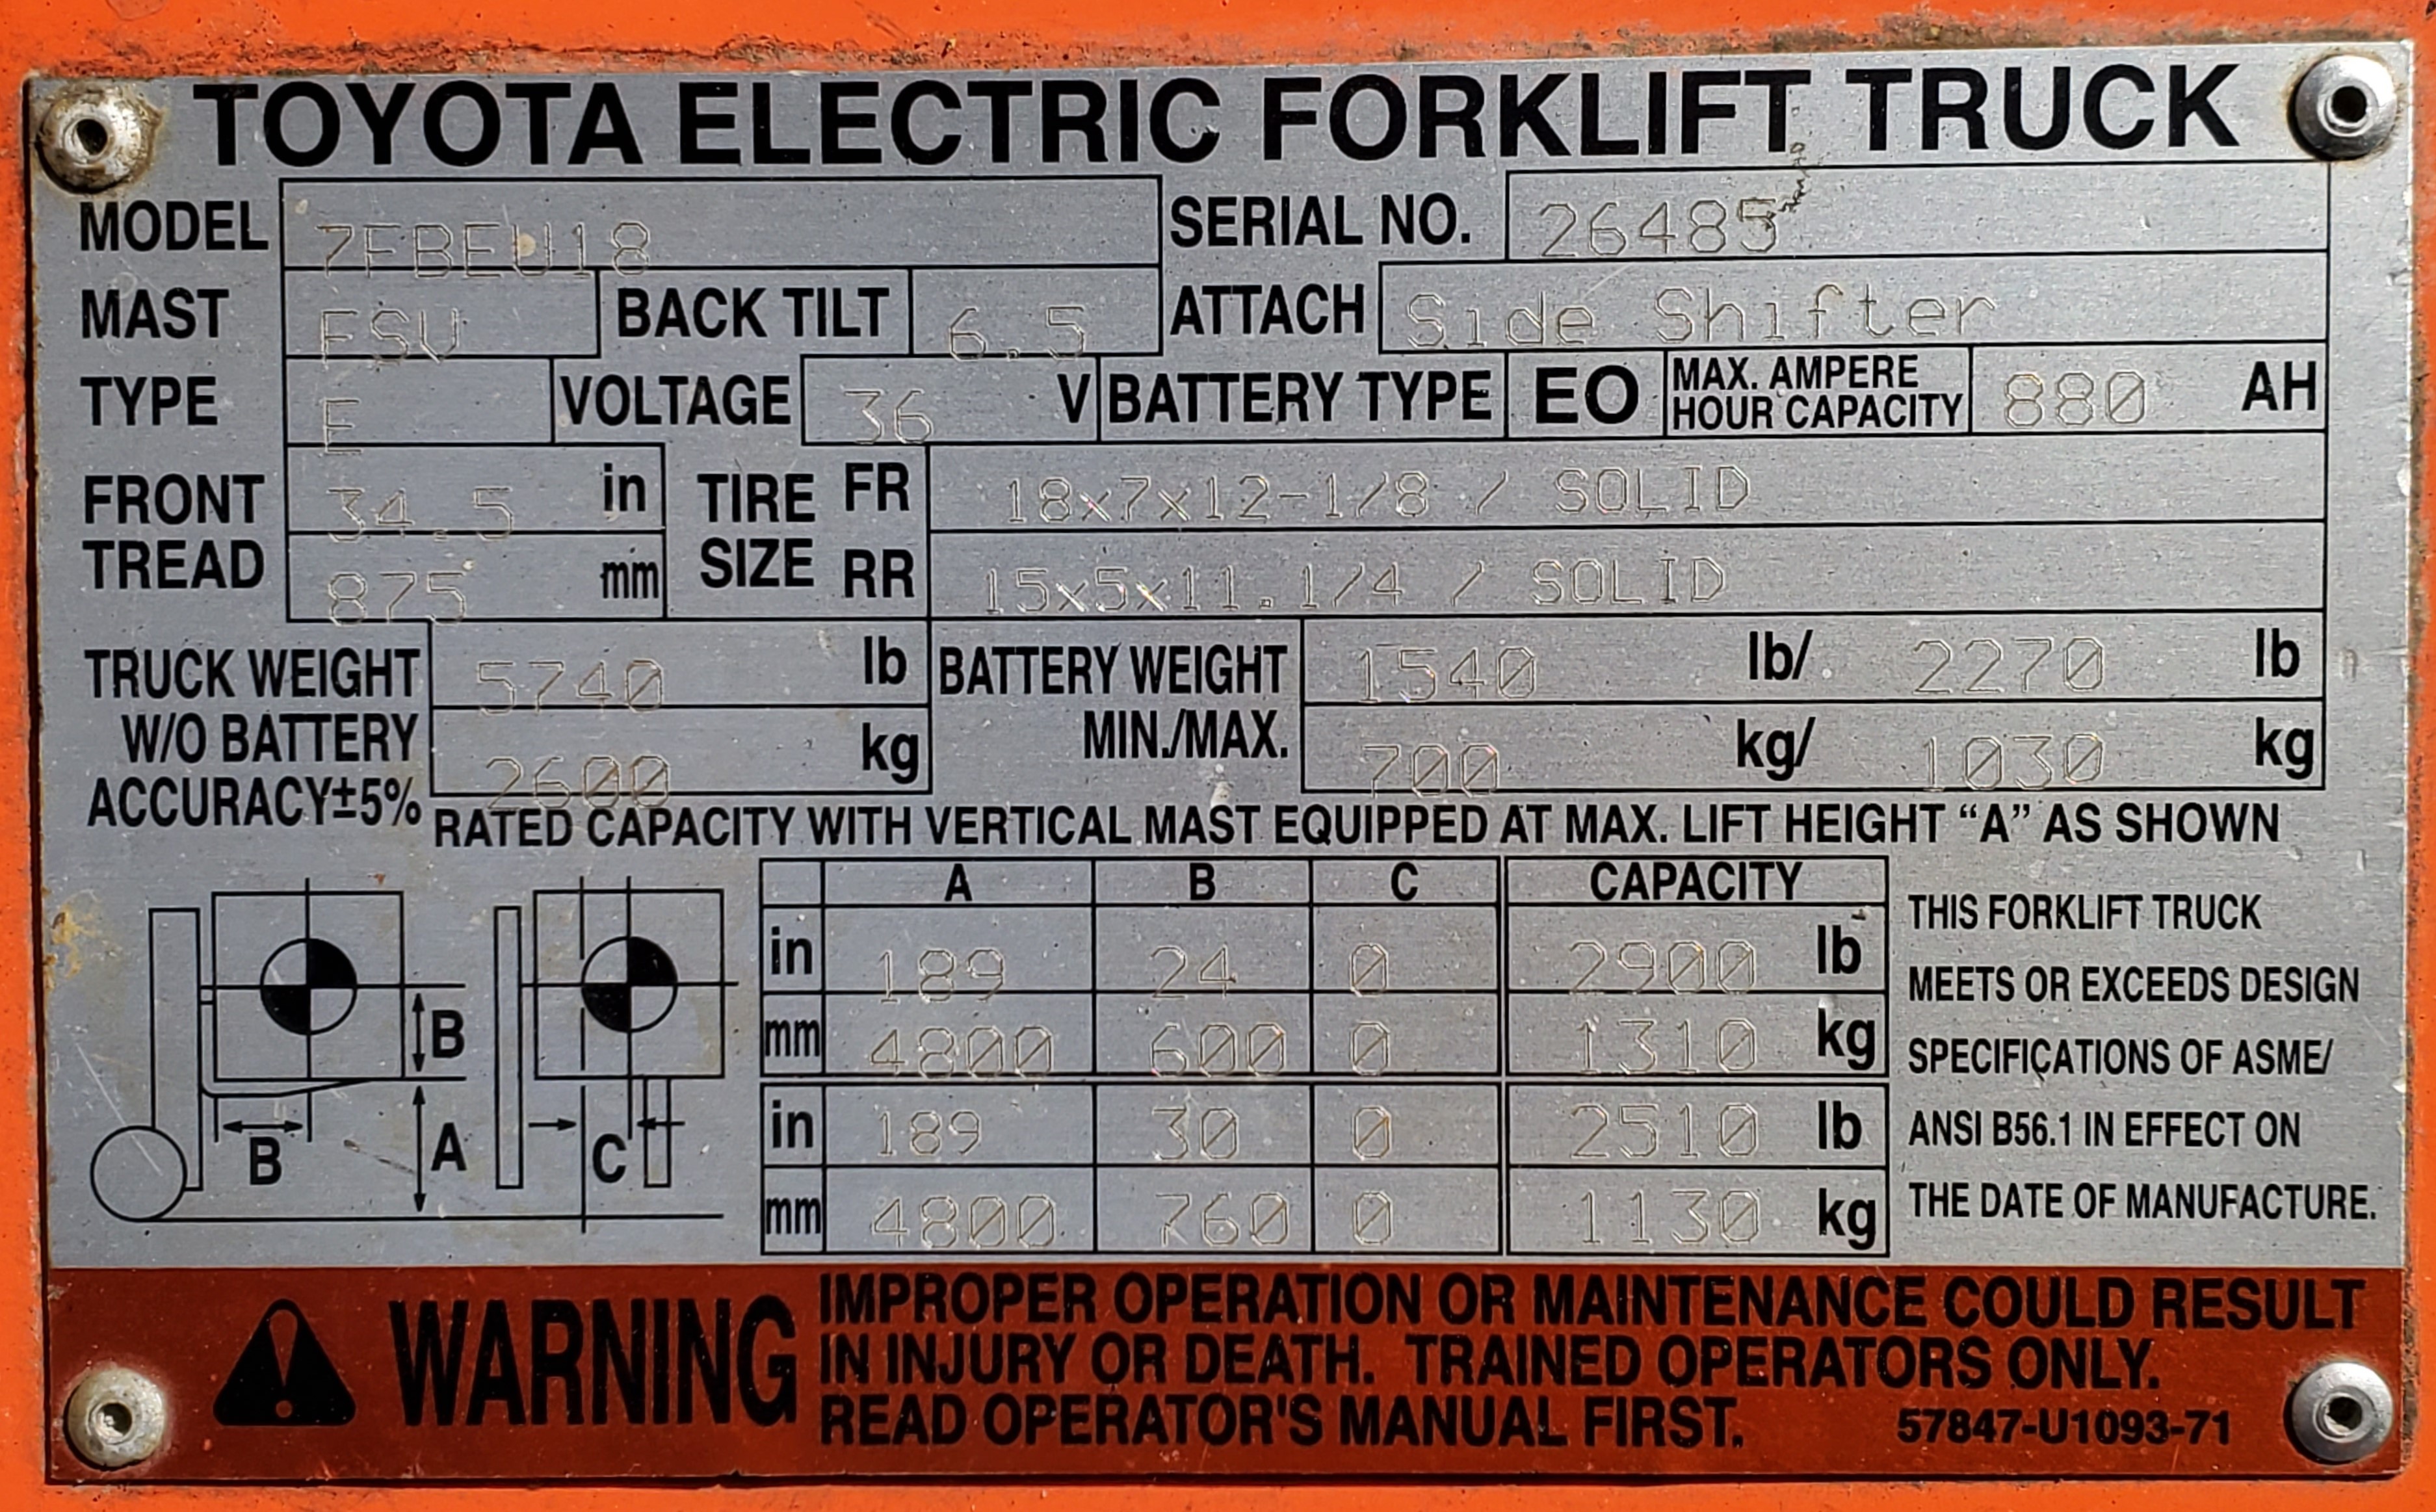 TOYOTA ELECTRIC FORKLIFT TRUCK
MODEL 7FBEU18 SERIAL NO. 26485
MAST FSV BACK TILT 6.5 ATTACH Side Shifter
TYPE E VOLTAGE 36 V BATTERY TYPE EO MAX. AMPERE HOUR CAPACITY 880 AH
FRONT TREAD 34.5 in TIRE SIZE FR 18x7x12-1/8 / SOLID
875 mm RR 15x5x11.1/4 / SOLID
TRUCK WEIGHT 5740 lb BATTERY WEIGHT 1540 lb/ 2270 lb
W/O BATTERY 2600 kg MIN./MAX. 700 kg/ 1030 kg
ACCURACY±5%
RATED CAPACITY WITH VERTICAL MAST EQUIPPED AT MAX. LIFT HEIGHT “A” AS SHOWN
A B C CAPACITY
in 189 24 0 2900 lb
mm 4800 600 0 1310 kg
in 189 30 0 2510 lb
mm 4800 760 0 1130 kg
B
B
A
C
THIS FORKLIFT TRUCK
MEETS OR EXCEEDS DESIGN
SPECIFICATIONS OF ASME/
ANSI B56.1 IN EFFECT ON
THE DATE OF MANUFACTURE.
WARNING
IMPROPER OPERATION OR MAINTENANCE COULD RESULT
IN INJURY OR DEATH. TRAINED OPERATORS ONLY.
READ OPERATOR'S MANUAL FIRST. 57847-U1093-71